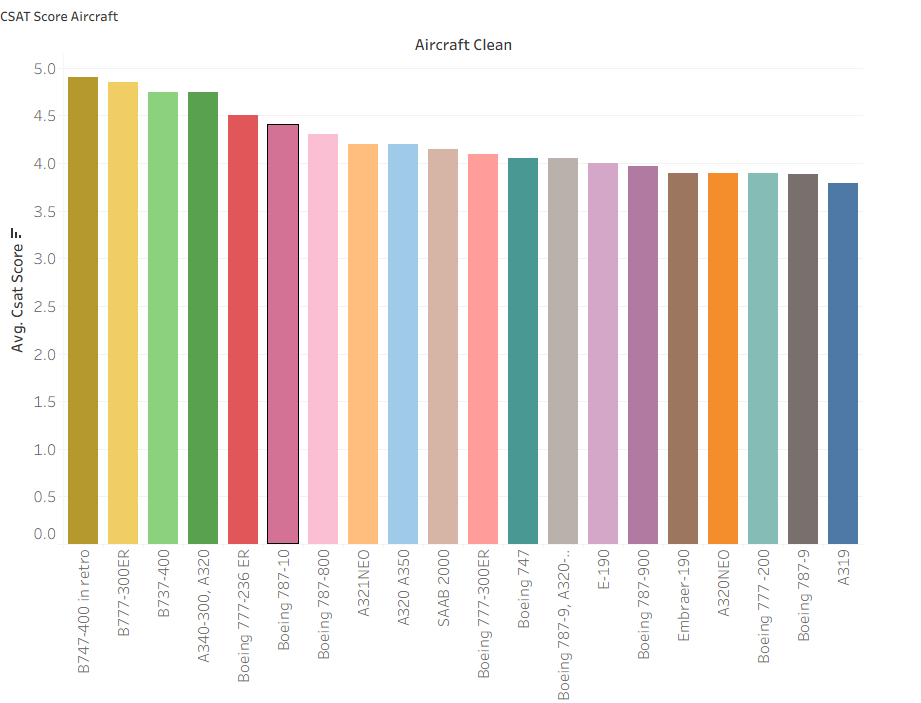 CSAT Score Aircraft
Aircraft Clean
Avg. Csat Score
5.0
4.5
4.0
3.5
3.0
2.5
2.0
1.5
1.0
0.5
0.0
B747-400 in retro
B777-300ER
B737-400
A340-300, A320
Boeing 777-236 ER
Boeing 787-10
Boeing 787-800
A321NEO
A320 A350
SAAB 2000
Boeing 777-300ER
Boeing 747
Boeing 787-9, A320-..
E-190
Boeing 787-900
Embraer-190
A320NEO
Boeing 777 -200
Boeing 787-9
A319